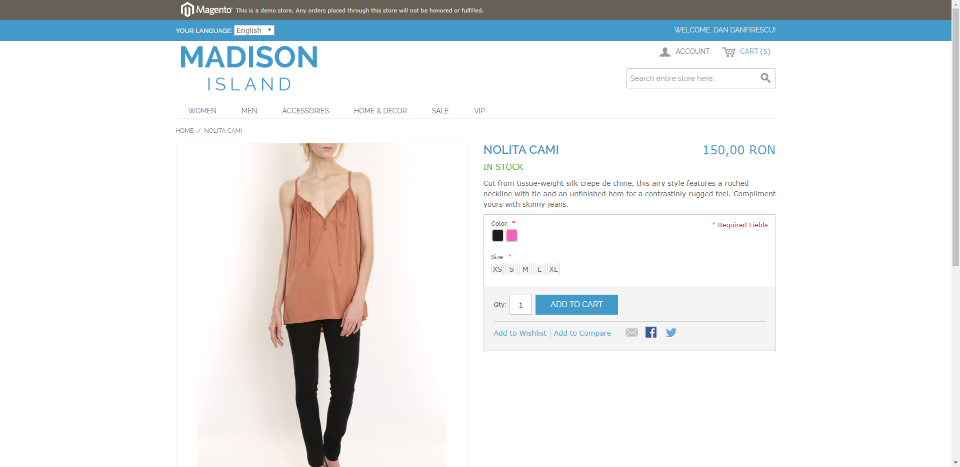 Magento
This is a demo store. Any orders placed through this store will not be honored or fulfilled.
YOUR LANGUAGE: English
WELCOME, DAN DANFIRESCU!
MADISON
ISLAND
ACCOUNT
CART (5)
Search entire store here...
WOMEN MEN ACCESSORIES HOME & DECOR SALE VIP
HOME / NOLITA CAMI
NOLITA CAMI
150,00 RON
IN STOCK
Cut from tissue-weight silk crepe de chine, this airy style features a ruched
neckline with tie and an unfinished hem for a contrastinly rugged feel. Compliment
yours with skinny jeans.
Color: *
* Required Fields
Size *
XS S M L XL
Qty: 1 ADD TO CART
Add to Wishlist Add to Compare